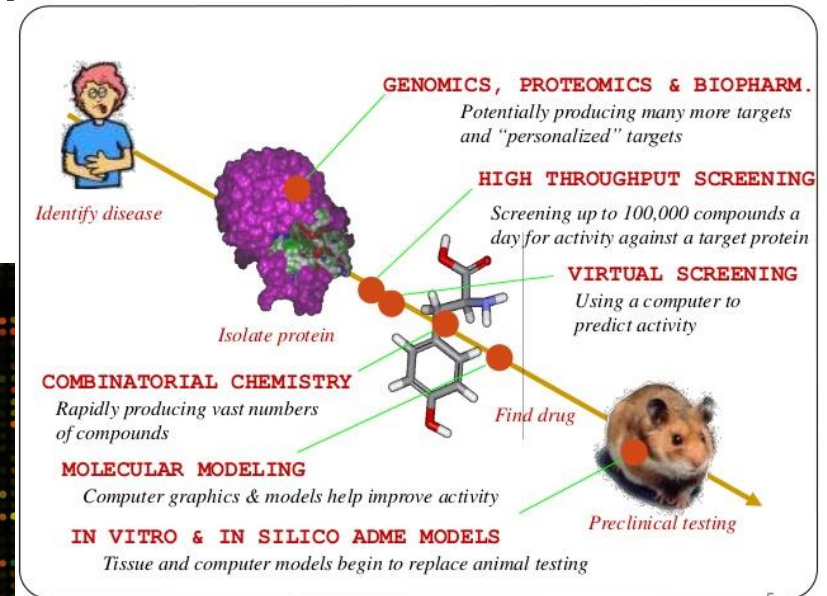 GENOMICS, PROTEOMICS & BIOPHARM.
Potentially producing many more targets
and “personalized” targets
HIGH THROUGHPUT SCREENING
Identify disease
Screening up to 100,000 compounds a
day for activity against a target protein
VIRTUAL SCREENING
Using a computer to
predict activity
Isolate protein
COMBINATORIAL CHEMISTRY
Rapidly producing vast numbers
of compounds
Find drug
MOLECULAR MODELING
Computer graphics & models help improve activity
Preclinical testing
IN VITRO & IN SILICO ADME MODELS
Tissue and computer models begin to replace animal testing